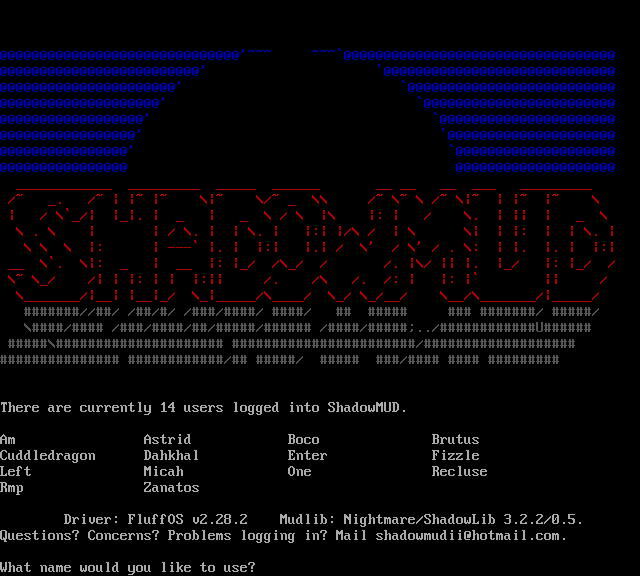 SHADOWMUD
There are currently 14 users logged into ShadowMUD.
Am Astrid Boco Brutus
Cuddledragon Dahkhal Enter Fizzle
Left Micah One Recluse
Rmp Zanatos
Driver: FluffOS v2.28.2 Mudlib: Nightmare/ShadowLib 3.2.2/0.5.
Questions? Concerns? Problems logging in? Mail shadowmudii@hotmail.com.
What name would you like to use?